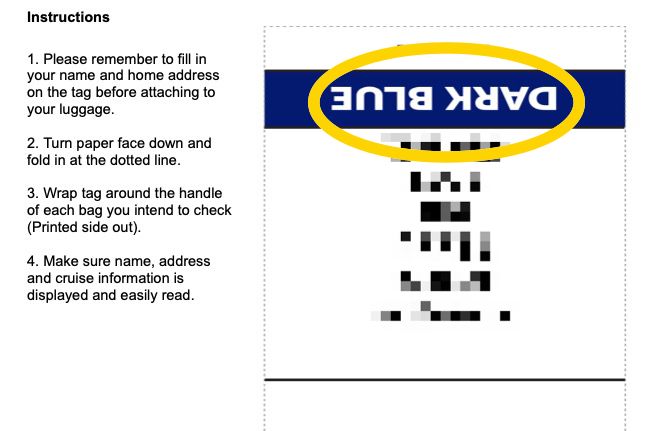 Instructions
1. Please remember to fill in
your name and home address
on the tag before attaching to
your luggage.
2. Turn paper face down and
fold in at the dotted line.
3. Wrap tag around the handle
of each bag you intend to check
(Printed side out).
4. Make sure name, address
and cruise information is
displayed and easily read.
DARK BLUE